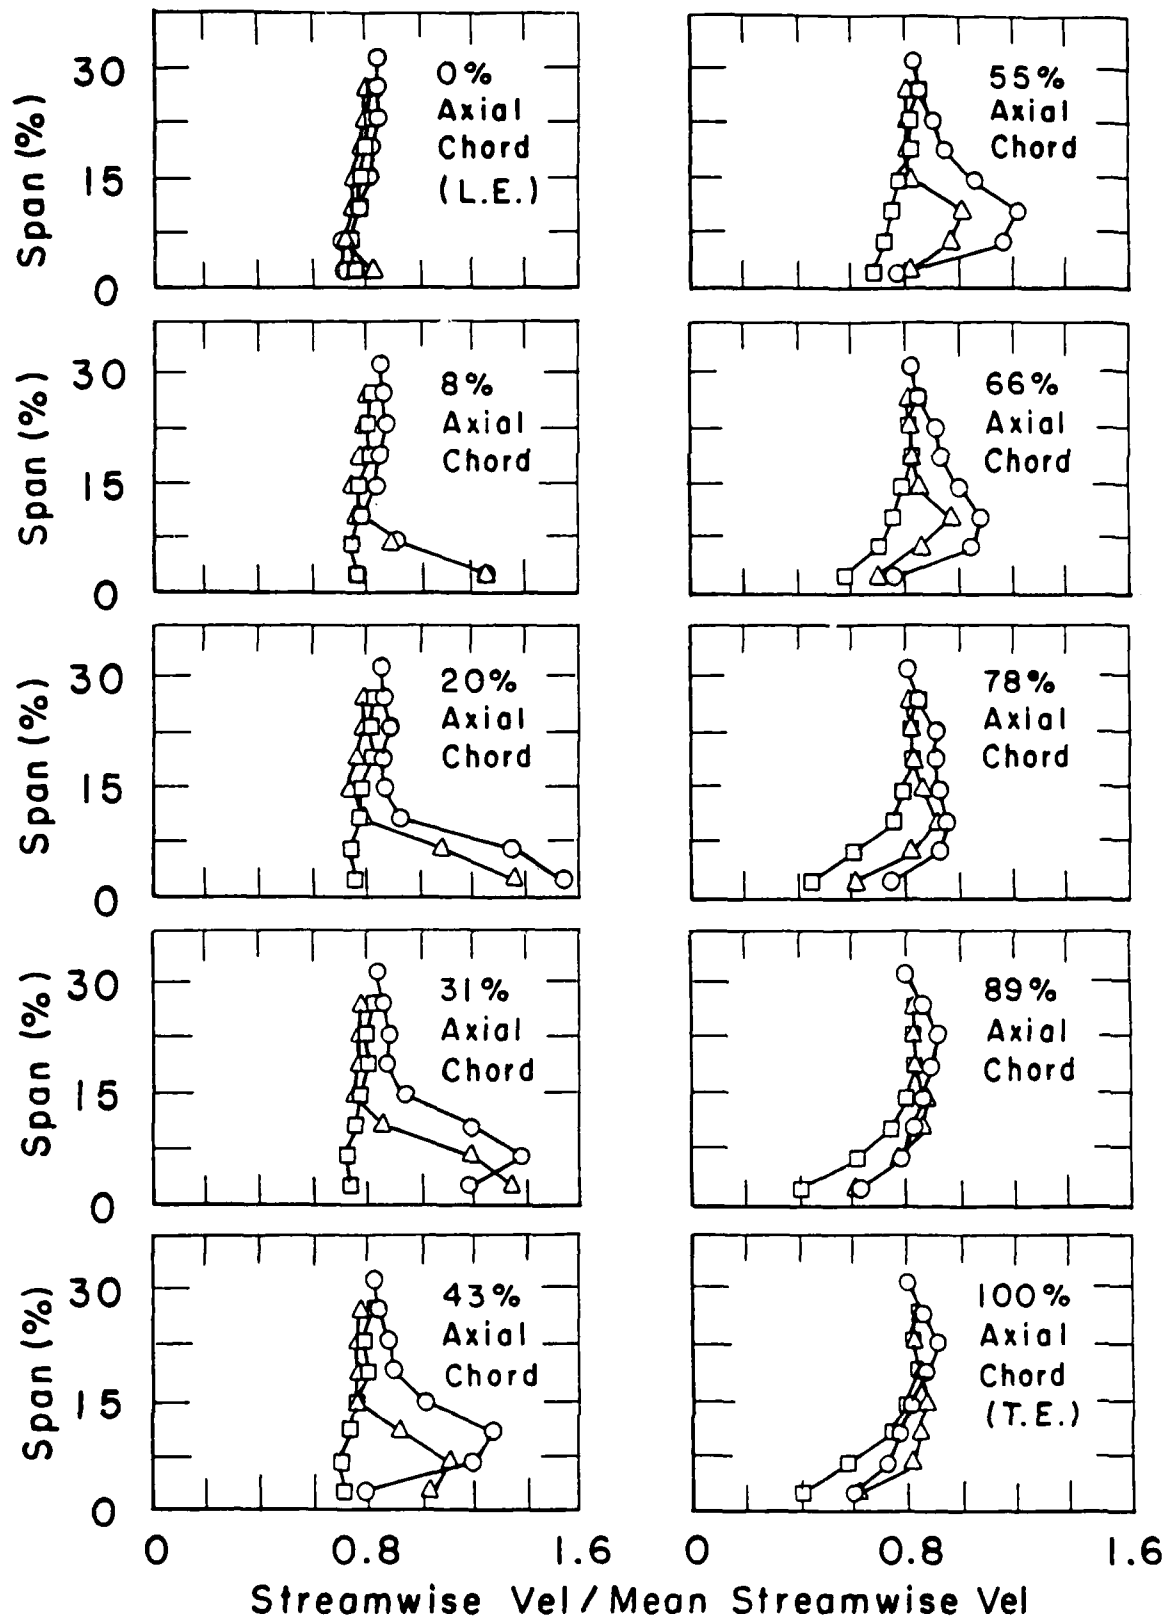 Span (%)
30
15
0
0%
Axial
Chord
(L.E.)
55%
Axial
Chord
Span (%)
30
15
0
8%
Axial
Chord
66%
Axial
Chord
Span (%)
30
15
0
20%
Axial
Chord
78%
Axial
Chord
Span (%)
30
15
0
31%
Axial
Chord
89%
Axial
Chord
Span (%)
30
15
0
43%
Axial
Chord
100%
Axial
Chord
(T.E.)
0 0.8 1.6 0 0.8 1.6
Streamwise Vel / Mean Streamwise Vel